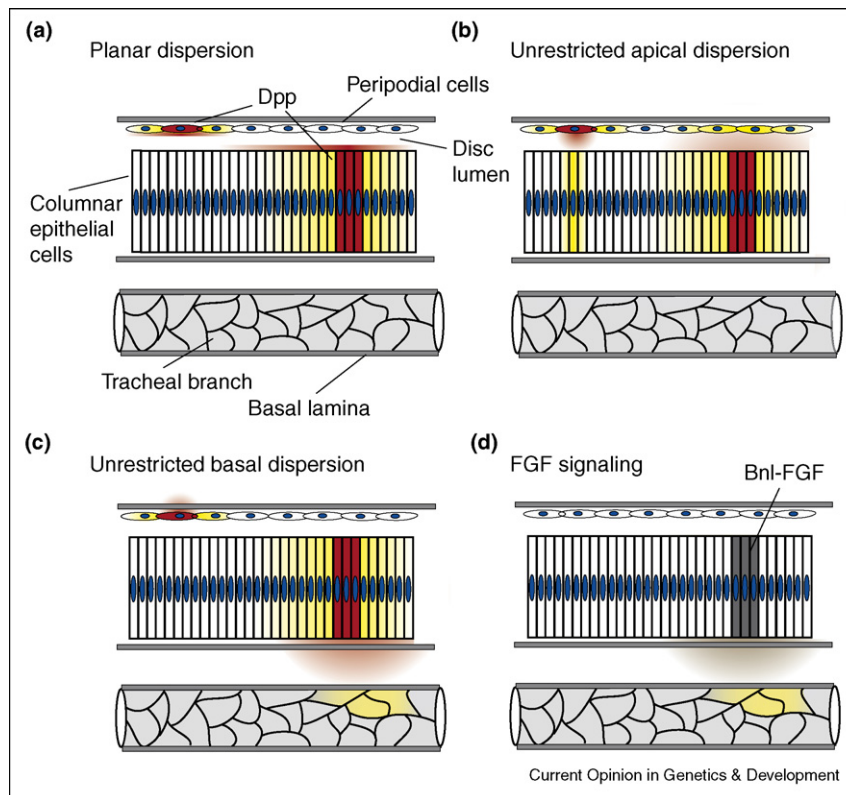 (a)
Planar dispersion
Dpp
Peripodial cells
Disc
lumen
Columnar
epithelial
cells
Tracheal branch
Basal lamina
(b)
Unrestricted apical dispersion
(c)
Unrestricted basal dispersion
(d)
FGF signaling
Bnl-FGF
Current Opinion in Genetics & Development